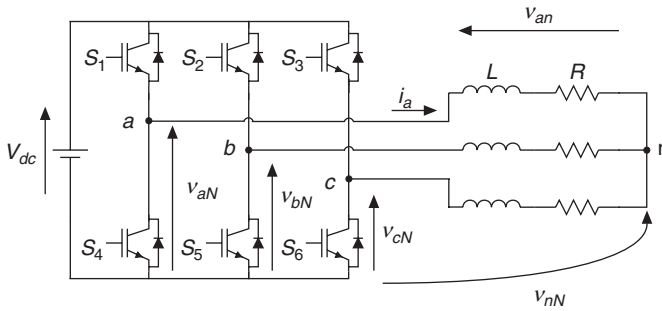 v_an
S_1
S_2
S_3
L
R
i_a
a
V_dc
b
n
v_aN
v_bN
c
v_cN
S_4
S_5
S_6
v_nN